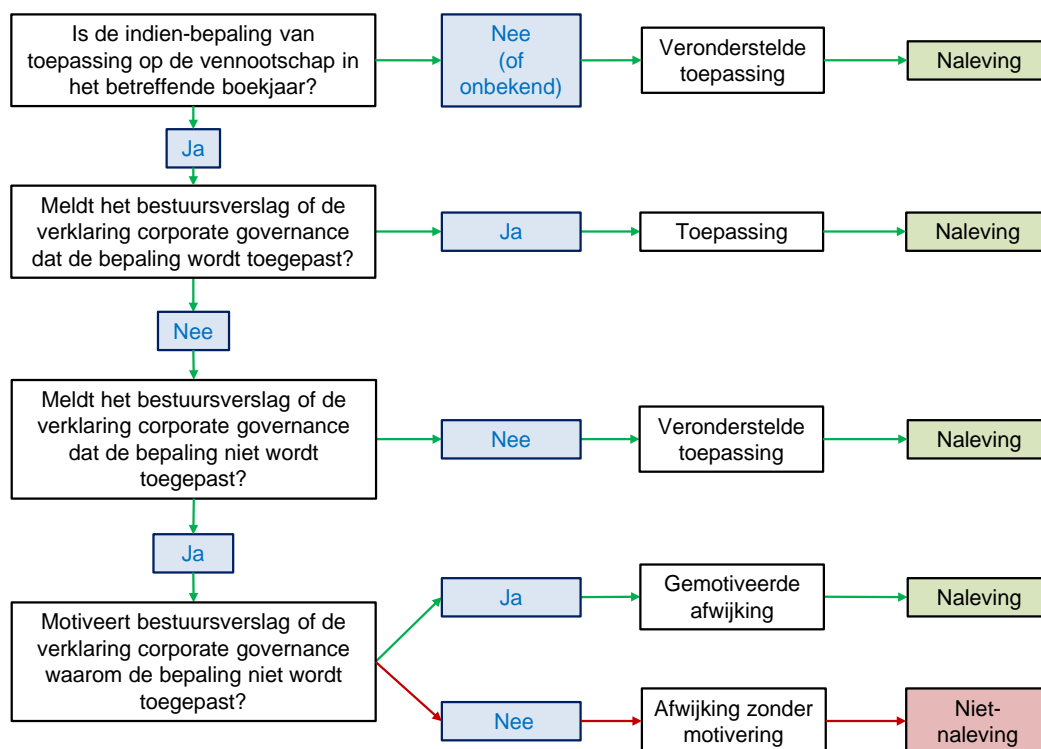 Is de indien-bepaling van
toepassing op de vennootschap in
het betreffende boekjaar?
Nee
(of
onbekend)
Veronderstelde
toepassing
Naleving
Ja
Meldt het bestuursverslag of de
verklaring corporate governance
dat de bepaling wordt toegepast?
Ja
Toepassing
Naleving
Nee
Meldt het bestuursverslag of de
verklaring corporate governance
dat de bepaling niet wordt
toegepast?
Nee
Veronderstelde
toepassing
Naleving
Ja
Motiveert bestuursverslag of de
verklaring corporate governance
waarom de bepaling niet wordt
toegepast?
Ja
Gemotiveerde
afwijking
Naleving
Nee
Afwijking zonder
motivering
Niet-
naleving